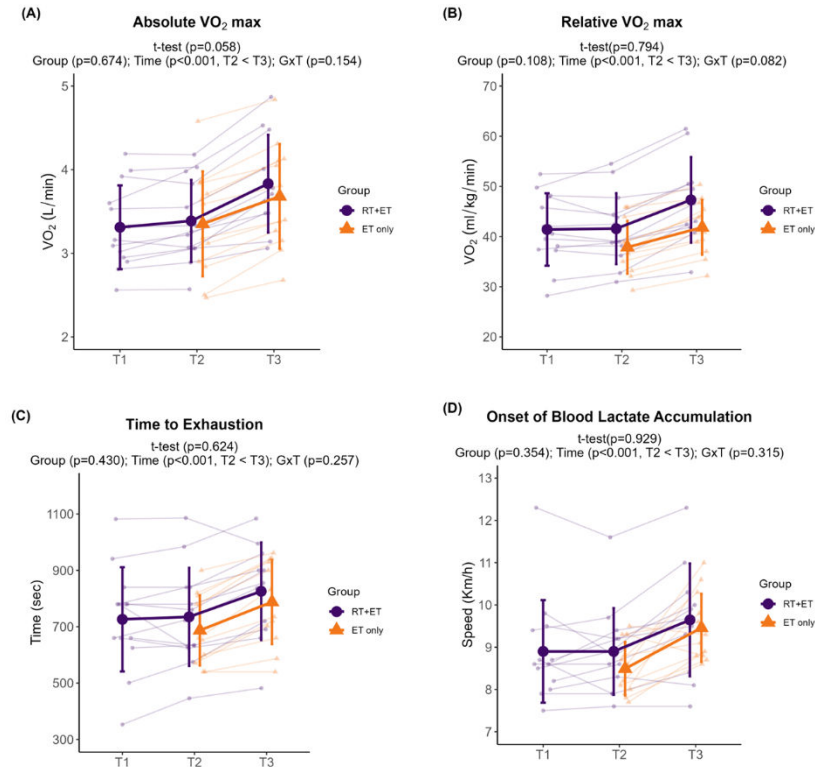 (A)
Absolute VO₂ max
t-test (p=0.058)
Group (p=0.674); Time (p<0.001, T2 < T3); GxT (p=0.154)
5
4
3
2
VO₂ (L/min)
T1 T2 T3
Group
RT+ET
ET only
(B)
Relative VO₂ max
t-test(p=0.794)
Group (p=0.108); Time (p<0.001, T2 < T3); GxT (p=0.082)
70
60
50
40
30
20
VO₂ (ml/kg/min)
T1 T2 T3
Group
RT+ET
ET only
(C)
Time to Exhaustion
t-test (p=0.624)
Group (p=0.430); Time (p<0.001, T2 < T3); GxT (p=0.257)
1100
900
700
500
300
Time (sec)
T1 T2 T3
Group
RT+ET
ET only
(D)
Onset of Blood Lactate Accumulation
t-test(p=0.929)
Group (p=0.354); Time (p<0.001, T2 < T3); GxT (p=0.315)
13
12
11
10
9
8
7
Speed (Km/h)
T1 T2 T3
Group
RT+ET
ET only